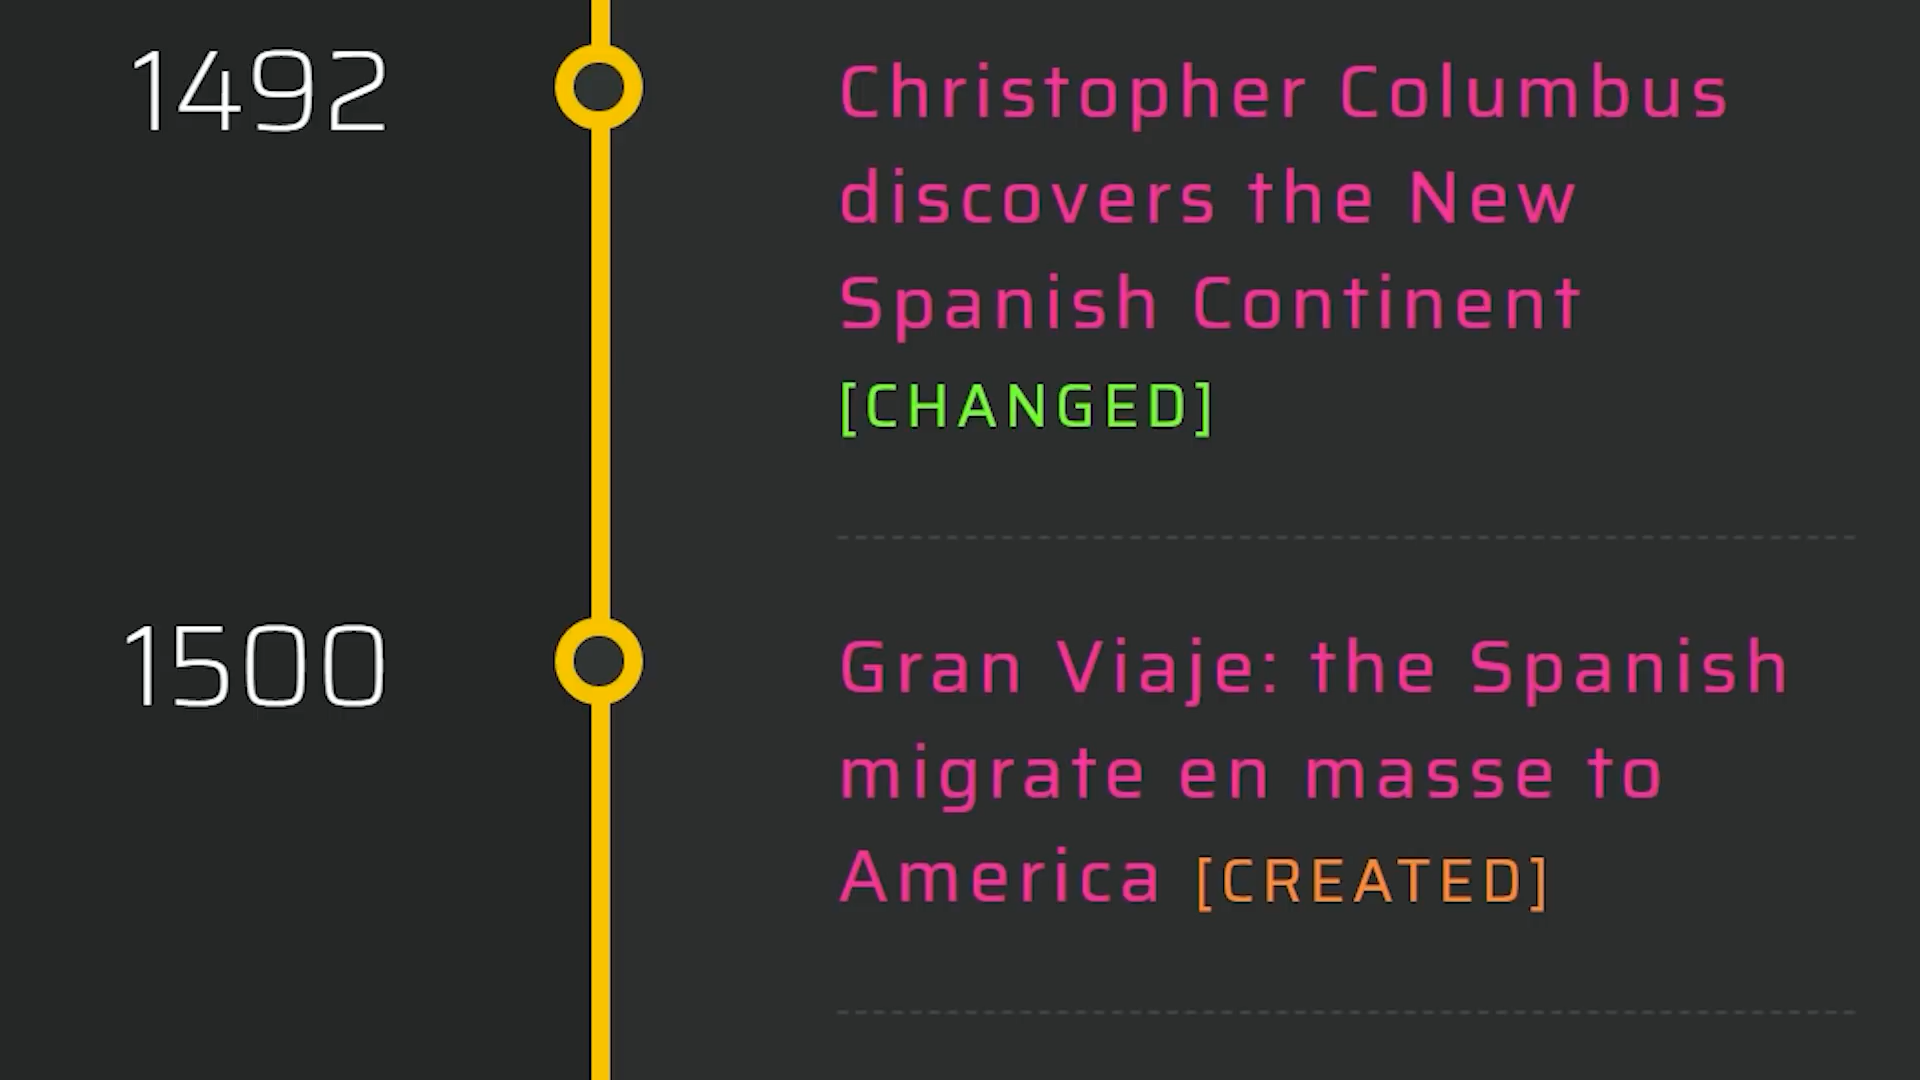 1492
Christopher Columbus
discovers the New
Spanish Continent
[CHANGED]
1500
Gran Viaje: the Spanish
migrate en masse to
America [CREATED]